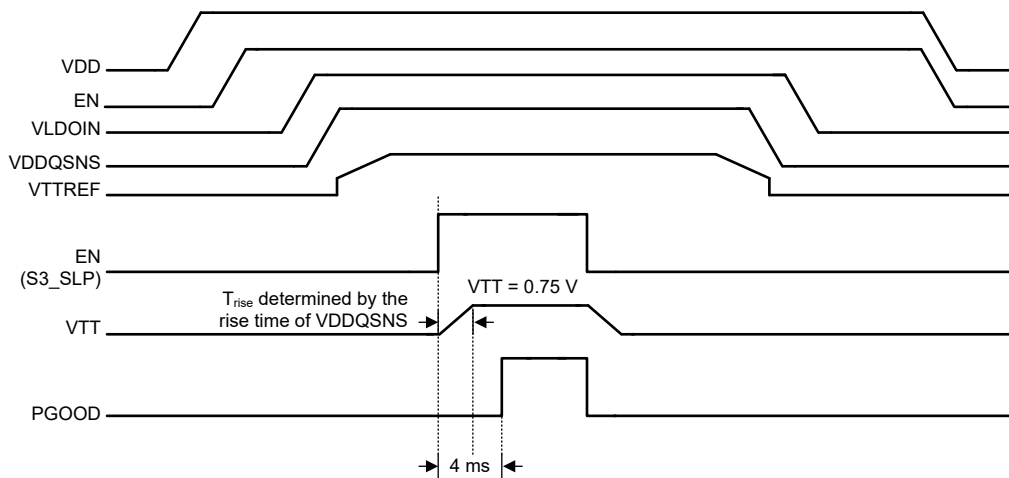 VDD
EN
VLDOIN
VDDQSNS
VTTREF
EN
(S3_SLP)
VTT = 0.75 V
Trise determined by the
rise time of VDDQSNS
VTT
PGOOD
4 ms